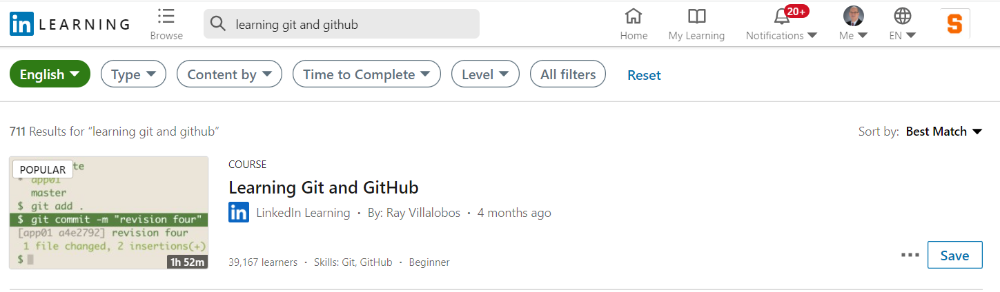 in LEARNING
Browse
learning git and github
Home
My Learning
20+
Notifications
Me
EN
S
English
Type
Content by
Time to Complete
Level
All filters
Reset
711 Results for “learning git and github”
Sort by: Best Match
POPULAR
te
* app01
master
$ git add .
$ git commit -m "revision four"
[app01 a4e2792] revision four
1 file changed, 2 insertions(+)
$
1h 52m
COURSE
Learning Git and GitHub
in LinkedIn Learning · By: Ray Villalobos · 4 months ago
39,167 learners · Skills: Git, GitHub · Beginner
... Save